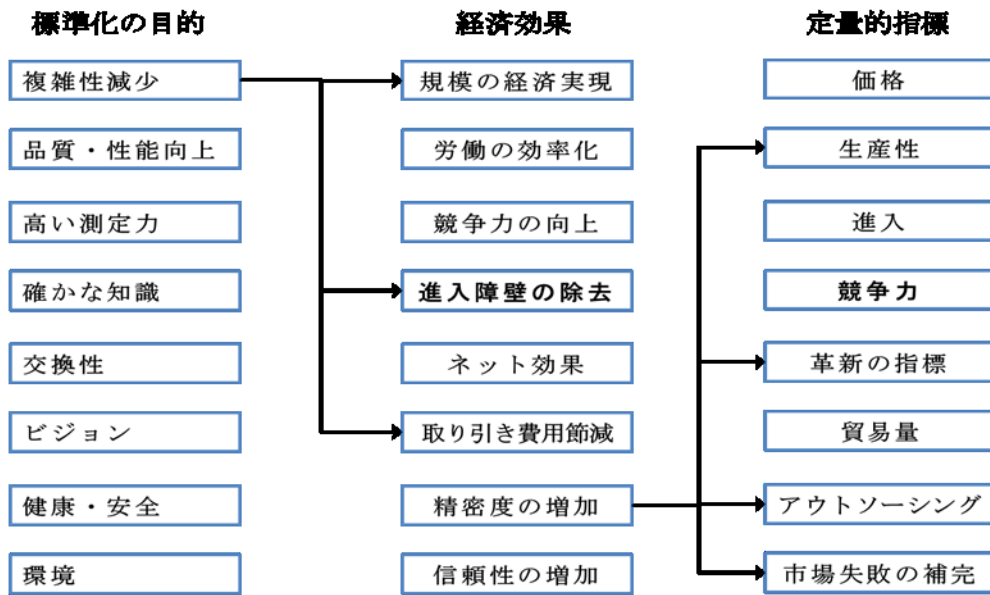 標準化の目的
経済効果
定量的指標
複雑性減少
規模の経済実現
価格
品質・性能向上
労働の効率化
生産性
高い測定力
競争力の向上
進入
確かな知識
進入障壁の除去
競争力
交換性
ネット効果
革新の指標
ビジョン
取り引き費用節減
貿易量
健康・安全
精密度の増加
アウトソーシング
環境
信頼性の増加
市場失敗の補完